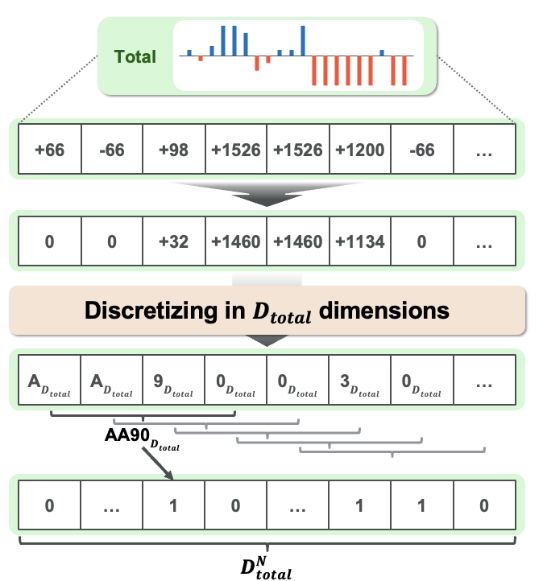 Total
+66 -66 +98 +1526 +1526 +1200 -66 ...
0 0 +32 +1460 +1460 +1134 0 ...
Discretizing in D_total dimensions
A_D_total A_D_total 9_D_total 0_D_total 0_D_total 3_D_total 0_D_total ...
AA90_D_total
0 ... 1 0 ... 1 1 0
D_total^N